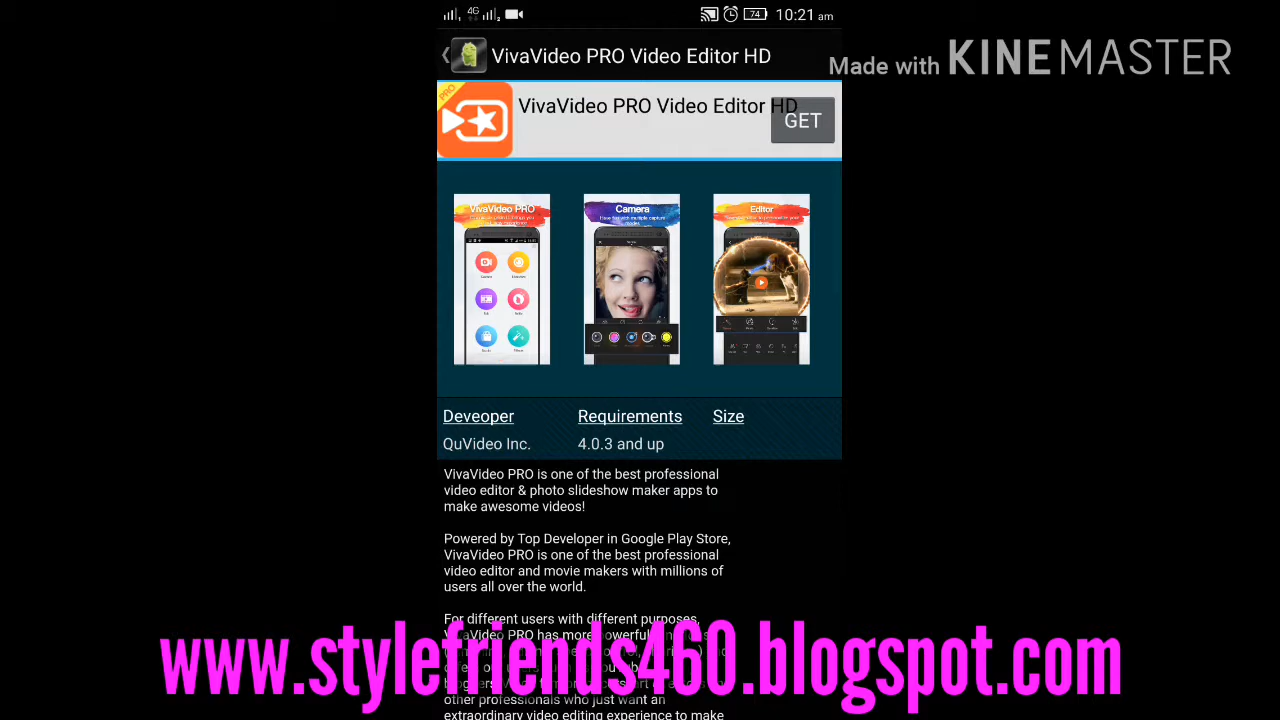 4G
74
10:21 am
VivaVideo PRO Video Editor HD
Made with KINEMASTER
PRO
VivaVideo PRO Video Editor HD
GET
VivaVideo PRO
Camera
Editor
Deveoper Requirements Size
QuVideo Inc. 4.0.3 and up
VivaVideo PRO is one of the best professional
video editor & photo slideshow maker apps to
make awesome videos!
Powered by Top Developer in Google Play Store,
VivaVideo PRO is one of the best professional
video editor and movie makers with millions of
users all over the world.
For different users with different purposes,
VivaVideo PRO has more powerful
www.stylefriends460.blogspot.com
other professionals who just want an
extraordinary video editing experience to make